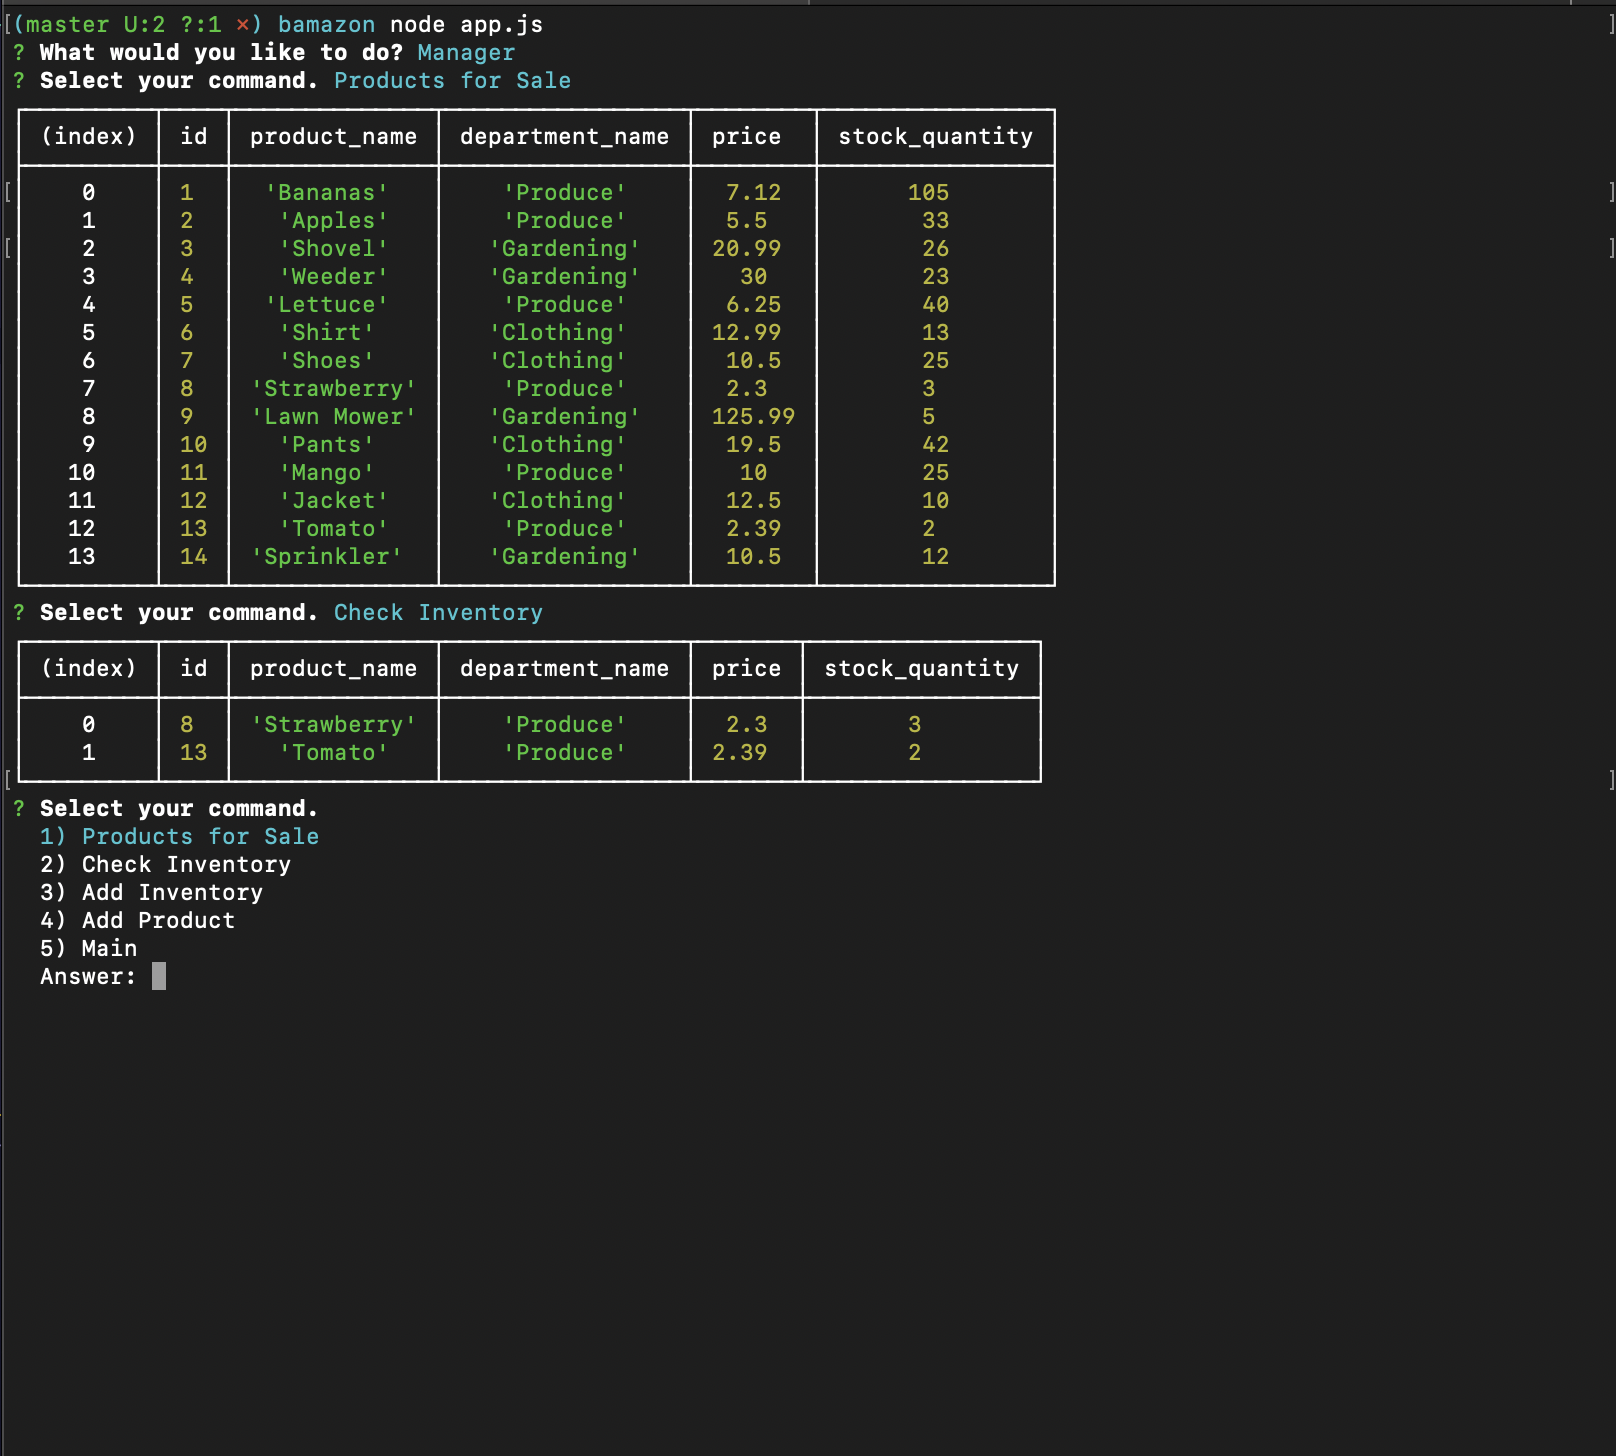 [(master U:2 ?:1 ×) bamazon node app.js ]
? What would you like to do? Manager
? Select your command. Products for Sale
(index) id product_name department_name price stock_quantity
[ 0 1 'Bananas' 'Produce' 7.12 105 ]
1 2 'Apples' 'Produce' 5.5 33
[ 2 3 'Shovel' 'Gardening' 20.99 26 ]
3 4 'Weeder' 'Gardening' 30 23
4 5 'Lettuce' 'Produce' 6.25 40
5 6 'Shirt' 'Clothing' 12.99 13
6 7 'Shoes' 'Clothing' 10.5 25
7 8 'Strawberry' 'Produce' 2.3 3
8 9 'Lawn Mower' 'Gardening' 125.99 5
9 10 'Pants' 'Clothing' 19.5 42
10 11 'Mango' 'Produce' 10 25
11 12 'Jacket' 'Clothing' 12.5 10
12 13 'Tomato' 'Produce' 2.39 2
13 14 'Sprinkler' 'Gardening' 10.5 12
? Select your command. Check Inventory
(index) id product_name department_name price stock_quantity
0 8 'Strawberry' 'Produce' 2.3 3
1 13 'Tomato' 'Produce' 2.39 2
[ ]
? Select your command.
1) Products for Sale
2) Check Inventory
3) Add Inventory
4) Add Product
5) Main
Answer: